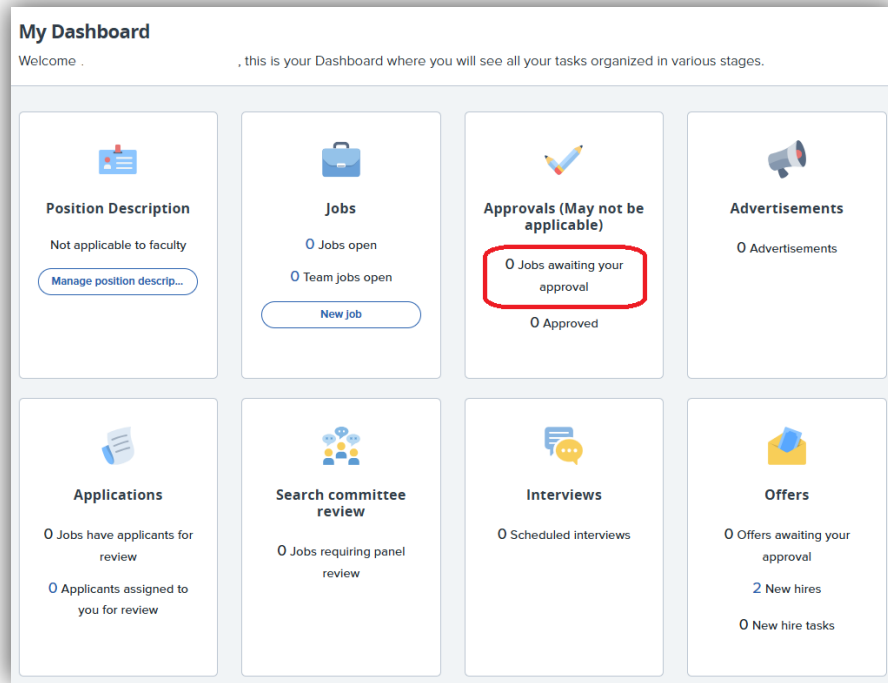 My Dashboard
Welcome . , this is your Dashboard where you will see all your tasks organized in various stages.
Position Description
Not applicable to faculty
Manage position descrip...
Jobs
0 Jobs open
0 Team jobs open
New job
Approvals (May not be
applicable)
0 Jobs awaiting your
approval
0 Approved
Advertisements
0 Advertisements
Applications
0 Jobs have applicants for
review
0 Applicants assigned to
you for review
Search committee
review
0 Jobs requiring panel
review
Interviews
0 Scheduled interviews
Offers
0 Offers awaiting your
approval
2 New hires
0 New hire tasks